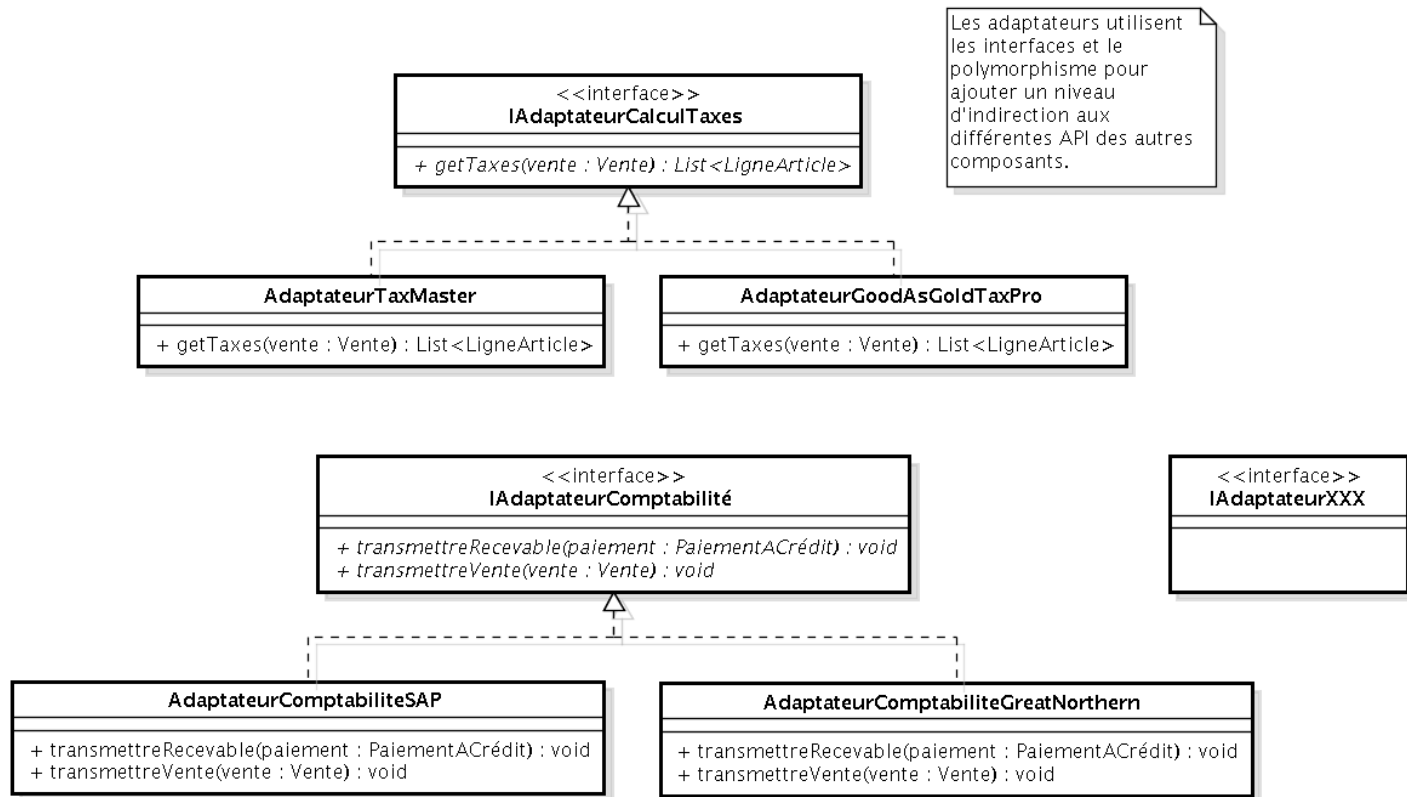 Les adaptateurs utilisent
les interfaces et le
polymorphisme pour
ajouter un niveau
d'indirection aux
différentes API des autres
composants.
<<interface>>
IAdaptateurCalculTaxes
+ getTaxes(vente : Vente) : List<LigneArticle>
AdaptateurTaxMaster
+ getTaxes(vente : Vente) : List<LigneArticle>
AdaptateurGoodAsGoldTaxPro
+ getTaxes(vente : Vente) : List<LigneArticle>
<<interface>>
IAdaptateurComptabilité
+ transmettreRecevable(paiement : PaiementACrédit) : void
+ transmettreVente(vente : Vente) : void
<<interface>>
IAdaptateurXXX
AdaptateurComptabiliteSAP
+ transmettreRecevable(paiement : PaiementACrédit) : void
+ transmettreVente(vente : Vente) : void
AdaptateurComptabiliteGreatNorthern
+ transmettreRecevable(paiement : PaiementACrédit) : void
+ transmettreVente(vente : Vente) : void